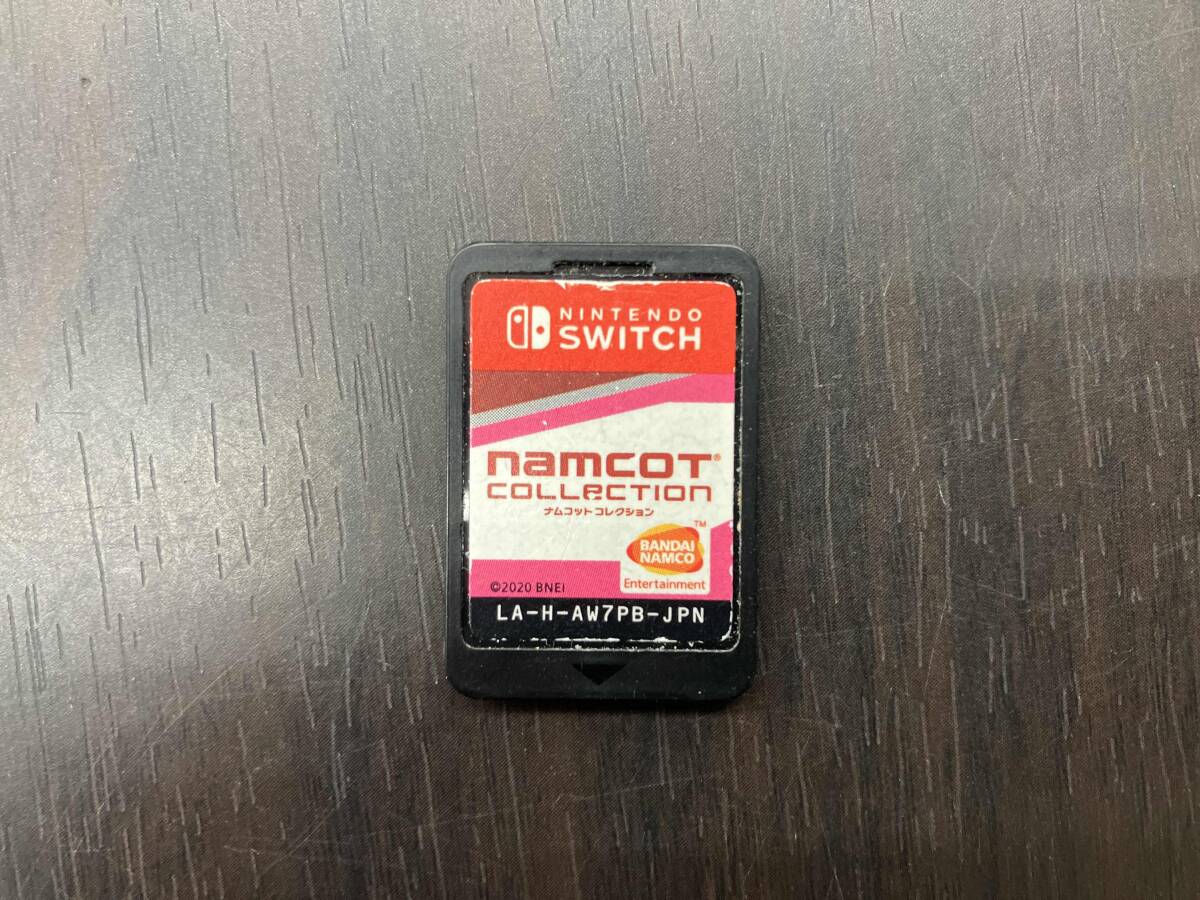 NINTENDO
SWITCH
namcot®
collection
ナムコットコレクション
TM
BANDAI
NAMCO
Entertainment
©2020 BNEI
LA-H-AW7PB-JPN